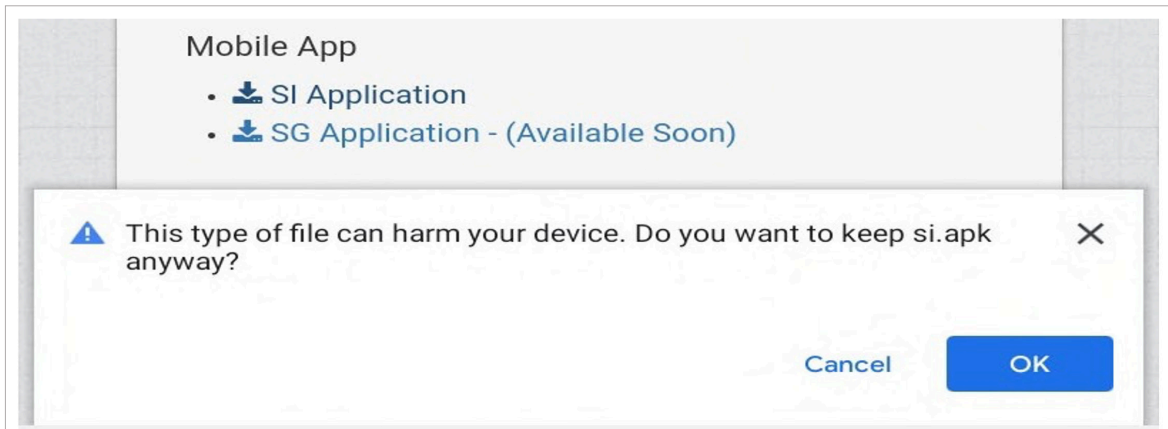 Mobile App
• SI Application
• SG Application - (Available Soon)
This type of file can harm your device. Do you want to keep si.apk
anyway?
Cancel OK